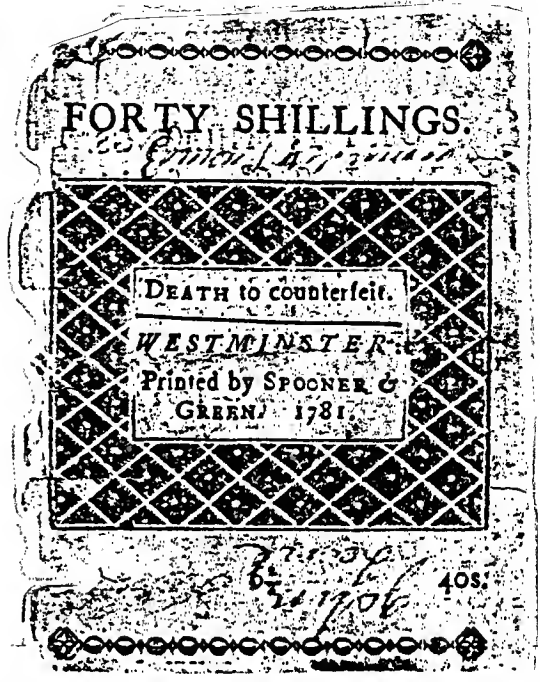 FORTY SHILLINGS.
DEATH to counterfeit.
WESTMINSTER:
Printed by SPOONER &
GREEN. 1781.
40s.